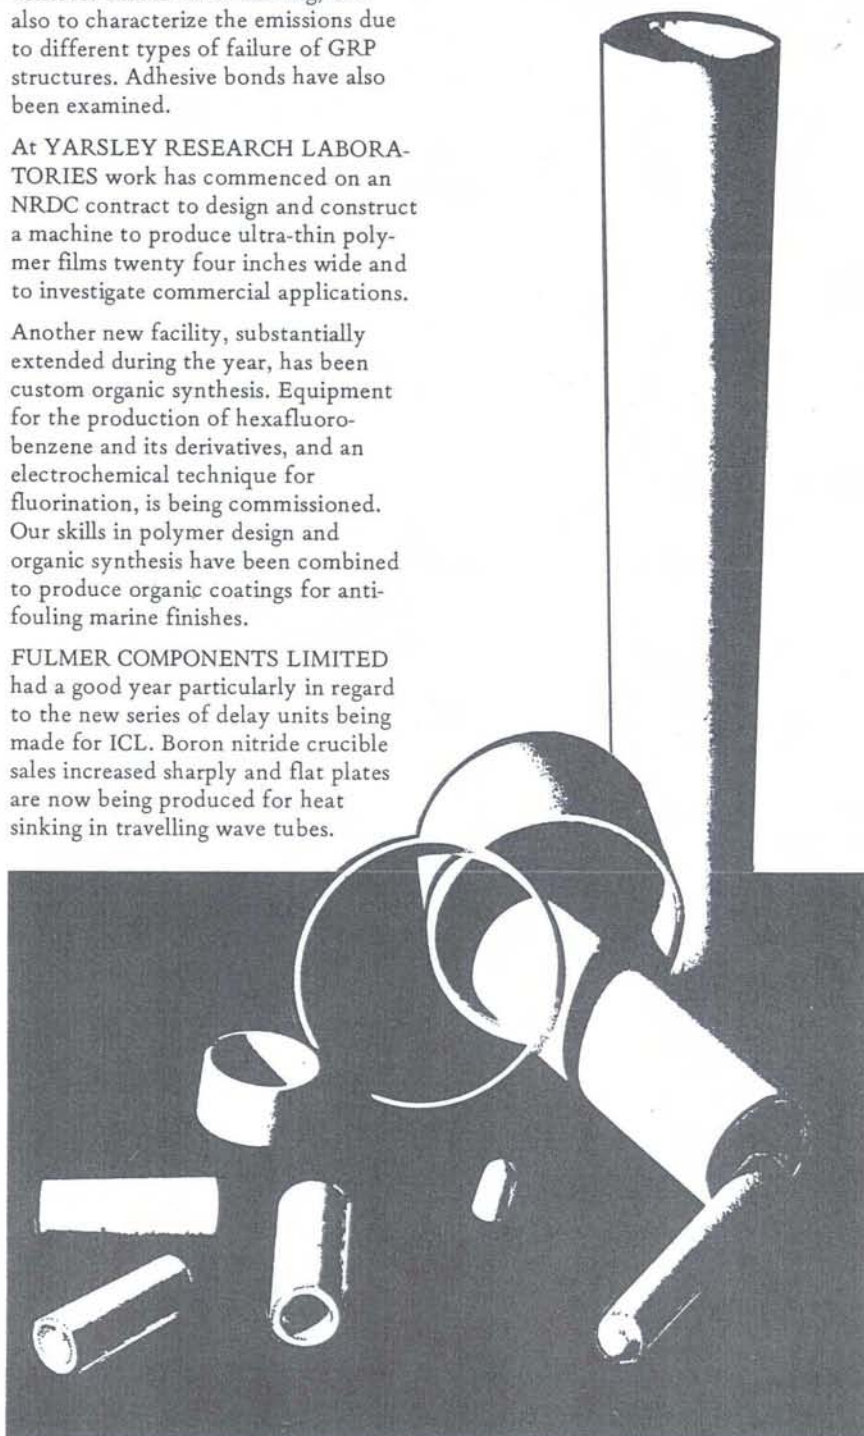 also to characterize the emissions due
to different types of failure of GRP
structures. Adhesive bonds have also
been examined.
At YARSLEY RESEARCH LABORA-
TORIES work has commenced on an
NRDC contract to design and construct
a machine to produce ultra-thin poly-
mer films twenty four inches wide and
to investigate commercial applications.
Another new facility, substantially
extended during the year, has been
custom organic synthesis. Equipment
for the production of hexafluoro-
benzene and its derivatives, and an
electrochemical technique for
fluorination, is being commissioned.
Our skills in polymer design and
organic synthesis have been combined
to produce organic coatings for anti-
fouling marine finishes.
FULMER COMPONENTS LIMITED
had a good year particularly in regard
to the new series of delay units being
made for ICL. Boron nitride crucible
sales increased sharply and flat plates
are now being produced for heat
sinking in travelling wave tubes.